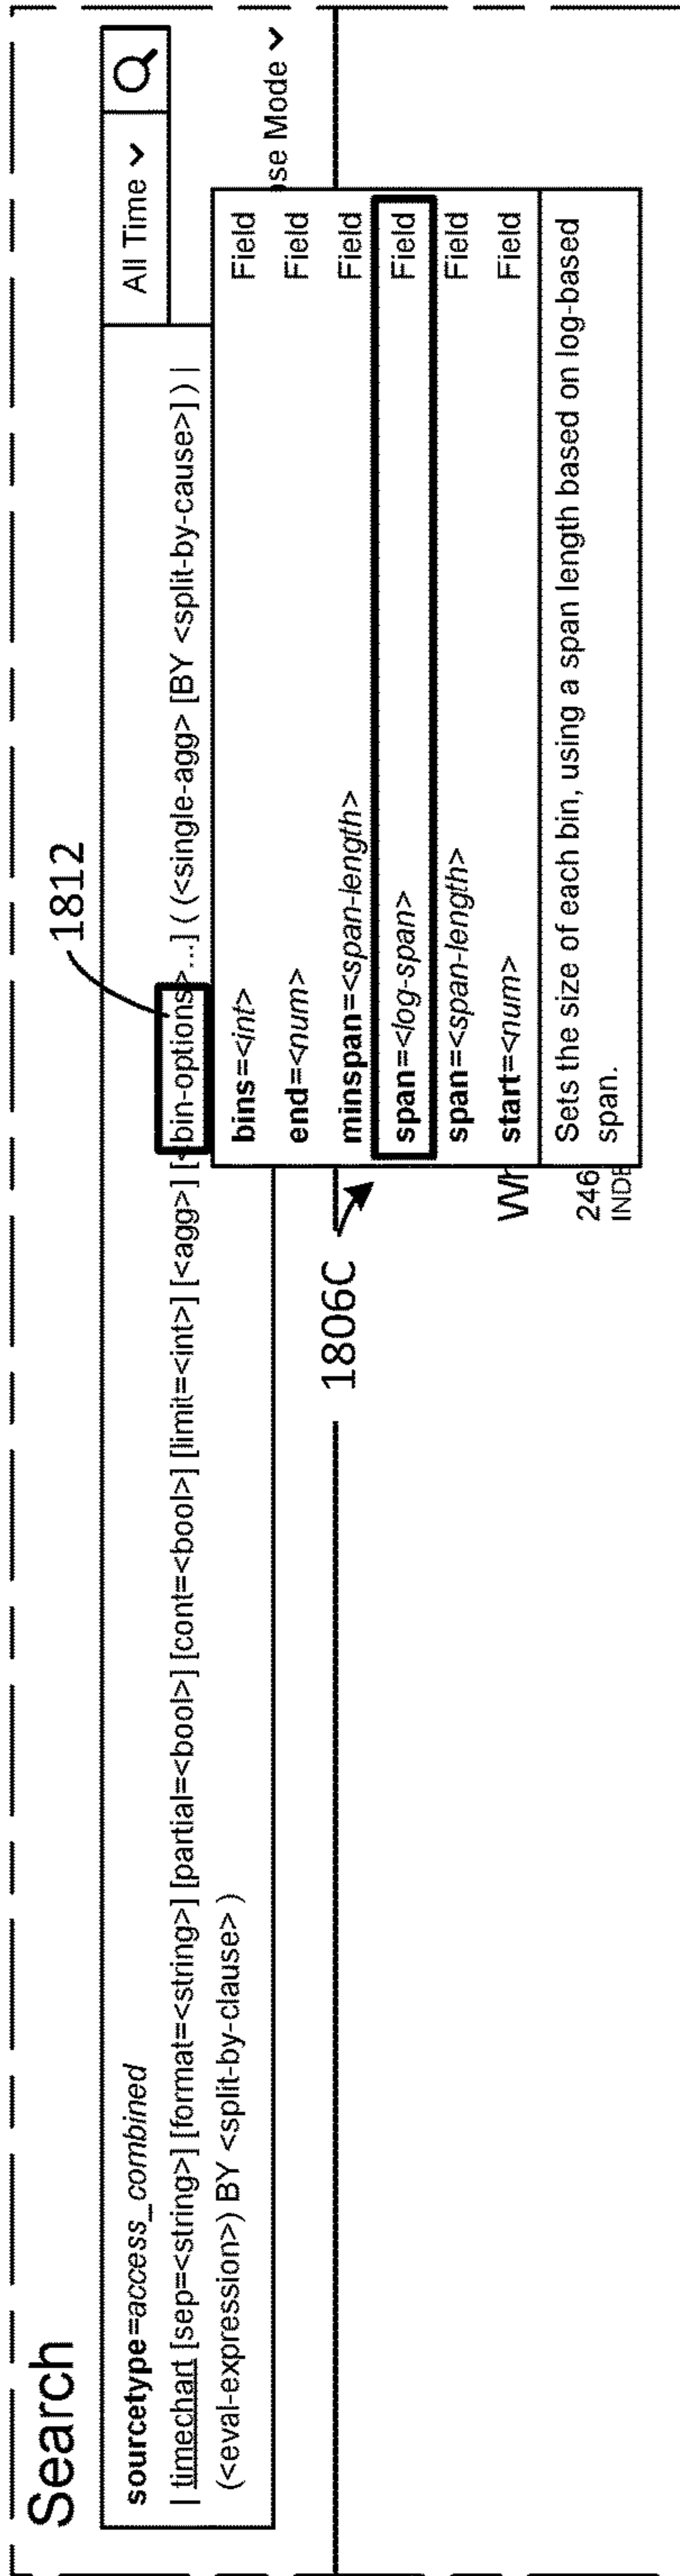 Search
sourcetype=access_combined
| timechart [sep=<string>] [format=<string>] [partial=<bool>] [cont=<bool>] [limit=<int>] [<agg>] [<bin-options>...] ( (<single-agg> [BY <split-by-cause>] ) |
(<eval-expression>) BY <split-by-clause> )
All Time
1812
se Mode
bins=<int> Field
end=<num> Field
minspan=<span-length> Field
span=<log-span> Field
span=<span-length> Field
start=<num> Field
Sets the size of each bin, using a span length based on log-based
span.
1806C
Wh
246
INDE